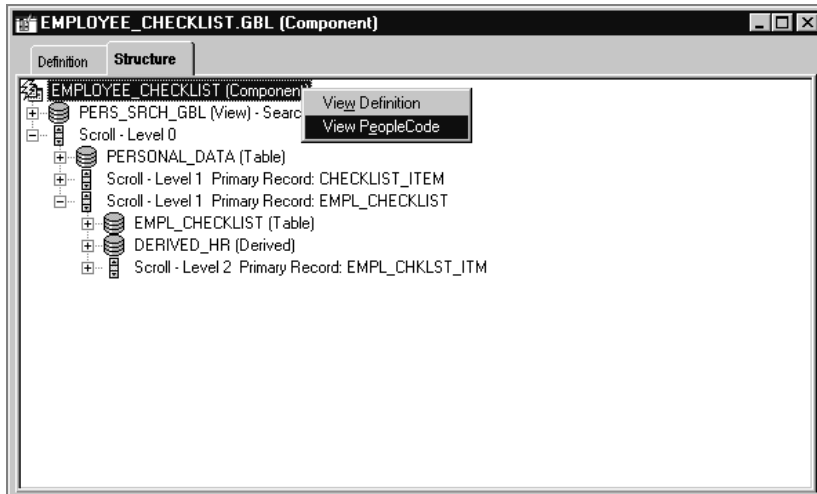 EMPLOYEE_CHECKLIST.GBL (Component)
Definition Structure
EMPLOYEE_CHECKLIST (Component)
View Definition
PERS_SRCH_GBL (View) - Searc
View PeopleCode
Scroll - Level 0
PERSONAL_DATA (Table)
Scroll - Level 1 Primary Record: CHECKLIST_ITEM
Scroll - Level 1 Primary Record: EMPL_CHECKLIST
EMPL_CHECKLIST (Table)
DERIVED_HR (Derived)
Scroll - Level 2 Primary Record: EMPL_CHKLST_ITM